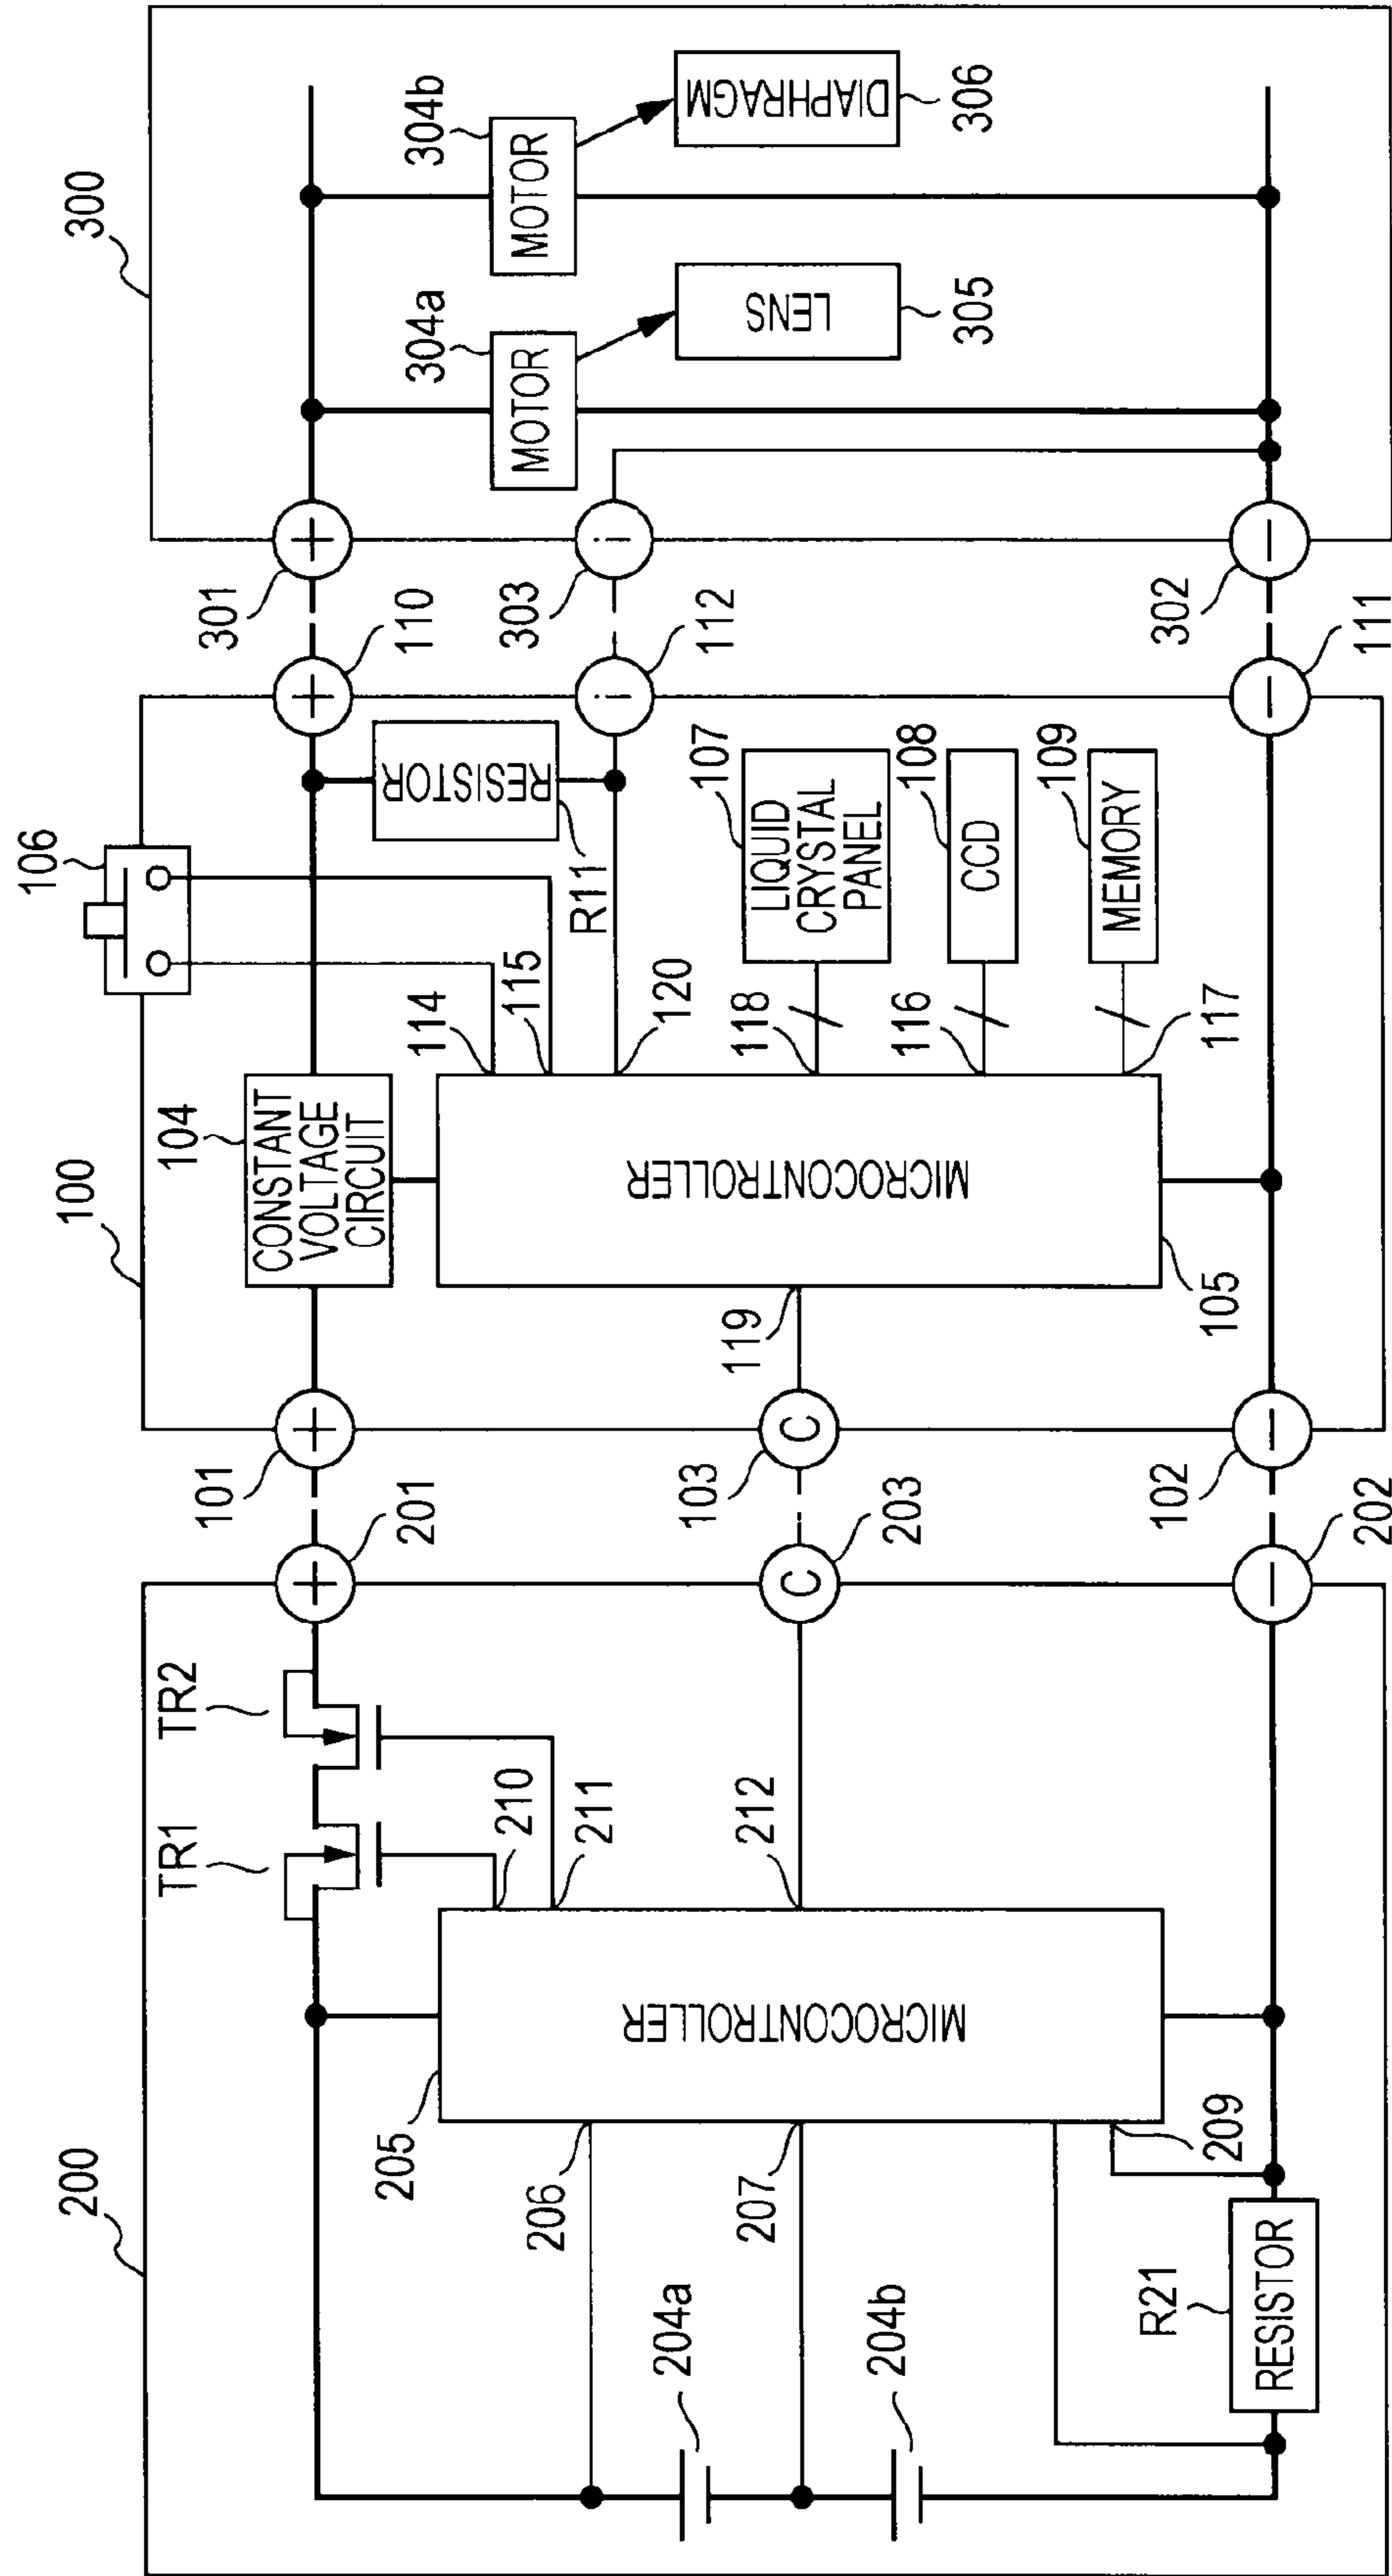 200
205
206
207
204a
204b
209
R21
RESISTOR
MICROCONTROLLER
TR1
TR2
210
211
212
+
201
C
203
-
202
100
104
CONSTANT
VOLTAGE
CIRCUIT
106
+
101
C
103
-
102
119
MICROCONTROLLER
105
114
115
120
118
116
117
R11
RESISTOR
107
LIQUID
CRYSTAL
PANEL
108
CCD
109
MEMORY
+
110
-
112
-
111
300
+
301
-
303
-
302
304a
MOTOR
LENS
305
304b
MOTOR
DIAPHRAGM
306